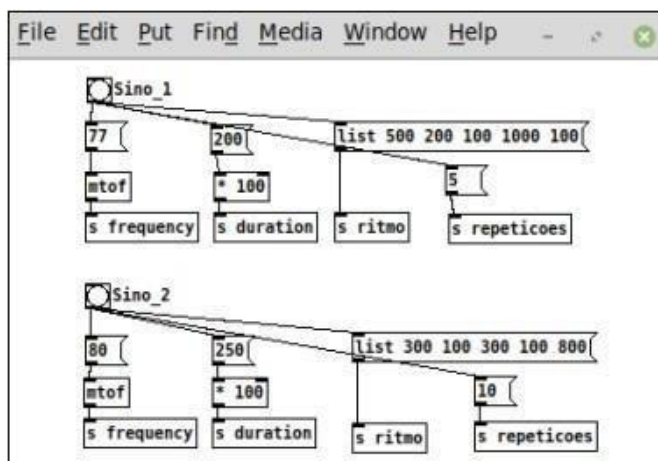 File Edit Put Find Media Window Help
Sino_1
77 200 list 500 200 100 1000 100
5
mtof * 100
s frequency s duration s ritmo s repeticoes
Sino_2
80 250 list 300 100 300 100 800
10
mtof * 100
s frequency s duration s ritmo s repeticoes